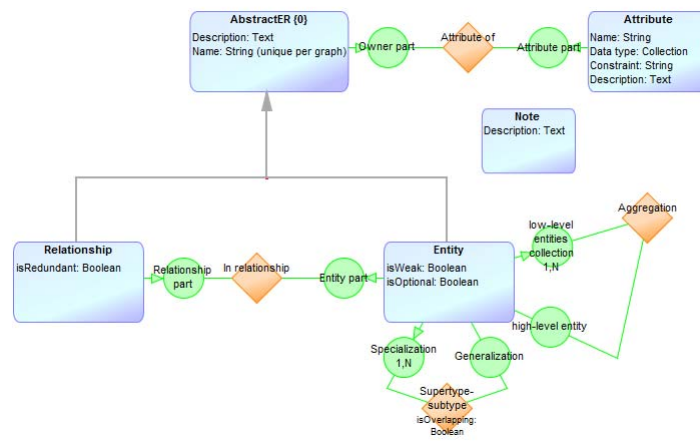 AbstractER {0}
Description: Text
Name: String (unique per graph)
Owner part
Attribute of
Attribute part
Attribute
Name: String
Data type: Collection
Constraint: String
Description: Text
Note
Description: Text
Aggregation
Relationship
isRedundant: Boolean
Relationship
part
In relationship
Entity part
Entity
isWeak: Boolean
isOptional: Boolean
low-level
entities
collection
1,N
high-level entity
Specialization
1,N
Generalization
Supertype-
subtype
isOverlapping:
Boolean